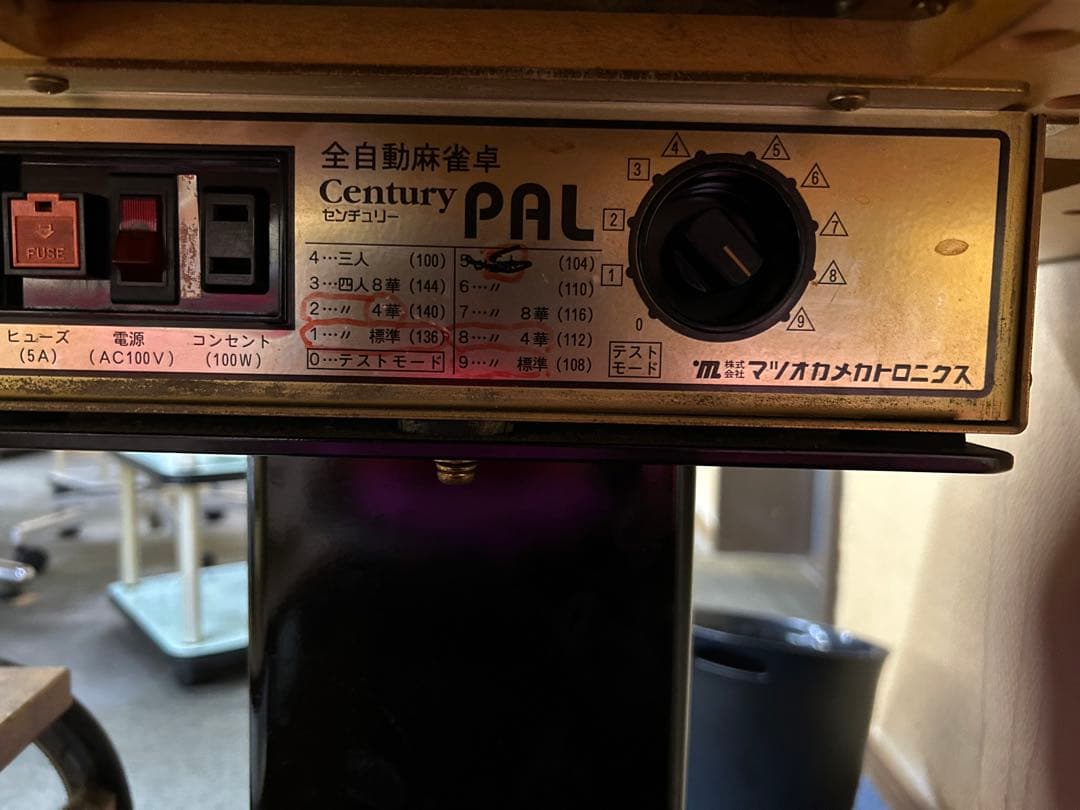 全自動麻雀卓
Century PAL
センチュリー
4…三人 (100)
3…四人8華 (144)
2…〃 4華 (140)
1…〃 標準 (136)
0…テストモード
5 (104)
6…〃 (110)
7…〃 8華 (116)
8…〃 4華 (112)
9…〃 標準 (108)
FUSE
ヒューズ
(5A)
電源
(AC100V)
コンセント
(100W)
0
1
2
3
4
5
6
7
8
9
テスト
モード
m 株式会社 マツオカメカトロニクス